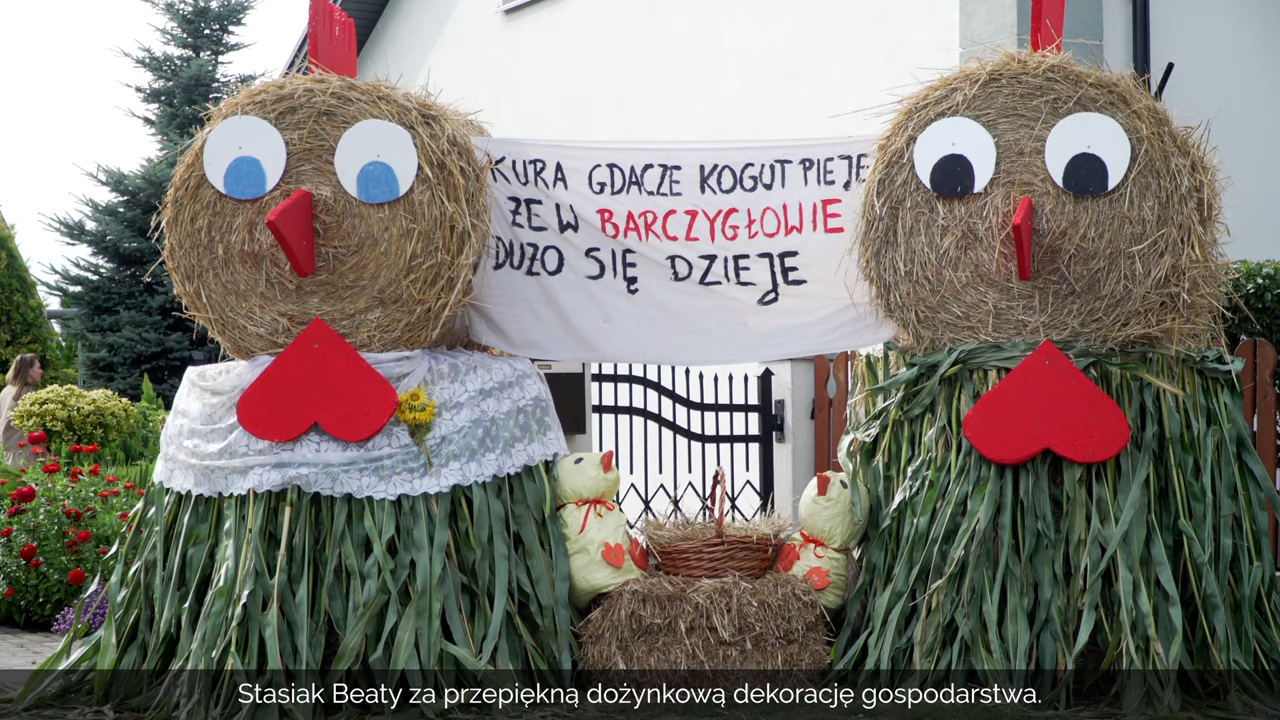 KURA GDACZE KOGUT PIEJE
ŻE W BARCZYGŁOWIE
DUŻO SIĘ DZIEJE
Stasiak Beaty za przepiękną dożynkową dekorację gospodarstwa.